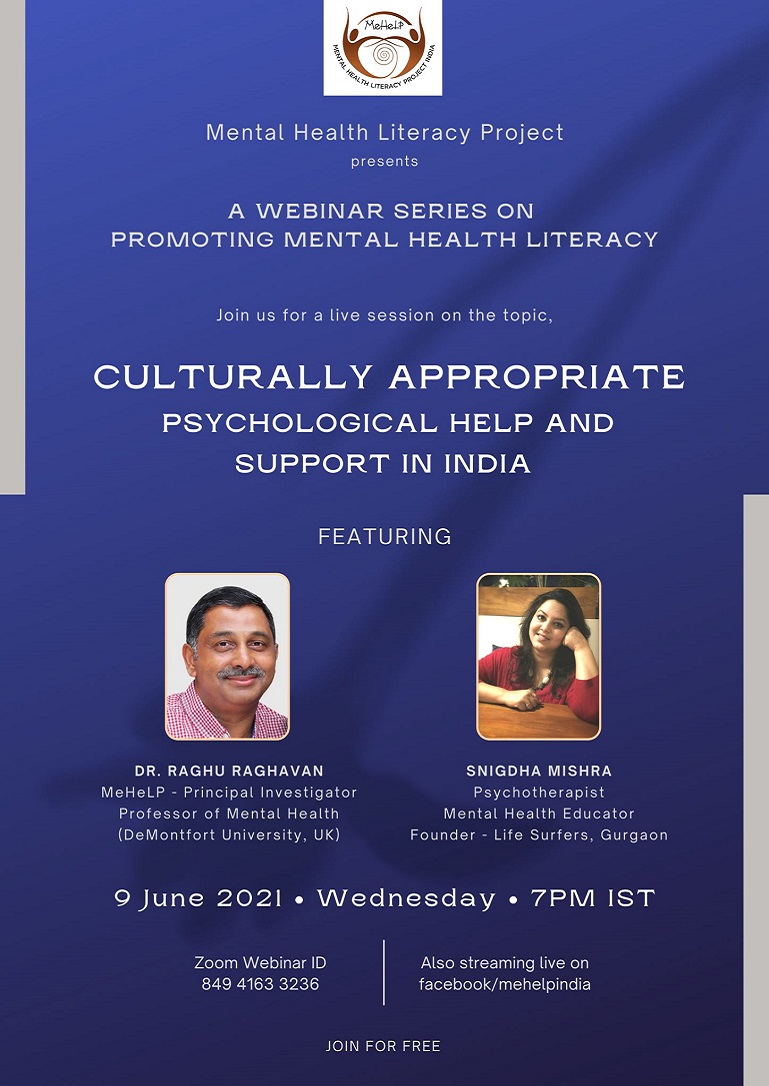 MeHeLP
MENTAL HEALTH LITERACY PROJECT INDIA
Mental Health Literacy Project
presents
A WEBINAR SERIES ON
PROMOTING MENTAL HEALTH LITERACY
Join us for a live session on the topic,
CULTURALLY APPROPRIATE
PSYCHOLOGICAL HELP AND
SUPPORT IN INDIA
FEATURING
DR. RAGHU RAGHAVAN
MeHeLP - Principal Investigator
Professor of Mental Health
(DeMontfort University, UK)
SNIGDHA MISHRA
Psychotherapist
Mental Health Educator
Founder - Life Surfers, Gurgaon
9 June 2021 • Wednesday • 7PM IST
Zoom Webinar ID
849 4163 3236
Also streaming live on
facebook/mehelpindia
JOIN FOR FREE